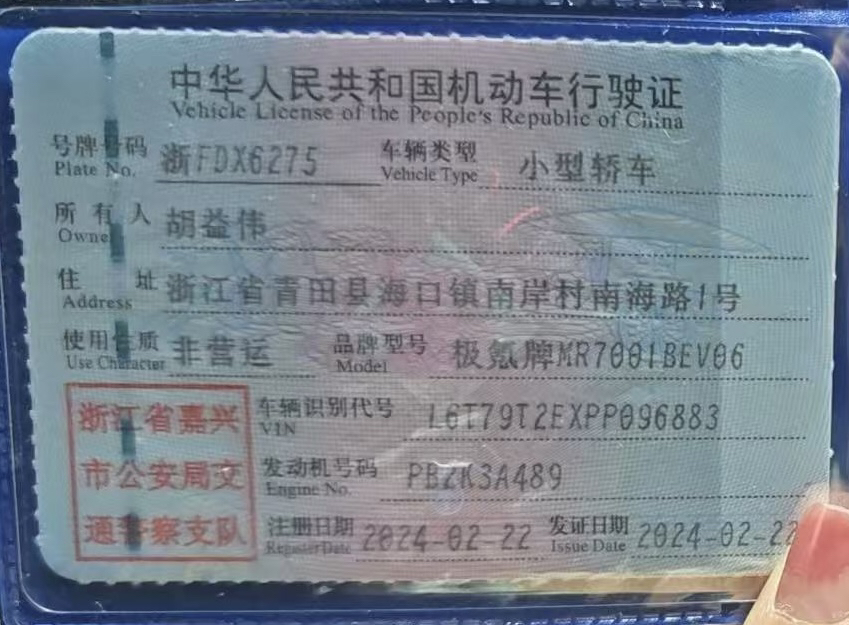 中华人民共和国机动车行驶证
Vehicle License of the People's Republic of China
号牌号码 浙FDX6275 车辆类型 小型轿车
Plate No. Vehicle Type
所有人 胡益伟
Owner
住址 浙江省青田县海口镇南岸村南海路1号
Address
使用性质 非营运 品牌型号 极氪牌MR7001BEV06
Use Character Model
浙江省嘉兴
市公安局交
通警察支队
车辆识别代号 L6T79T2EXPP096883
VIN
发动机号码 PB2K3A489
Engine No.
注册日期 2024-02-22 发证日期 2024-02-22
Register Date Issue Date